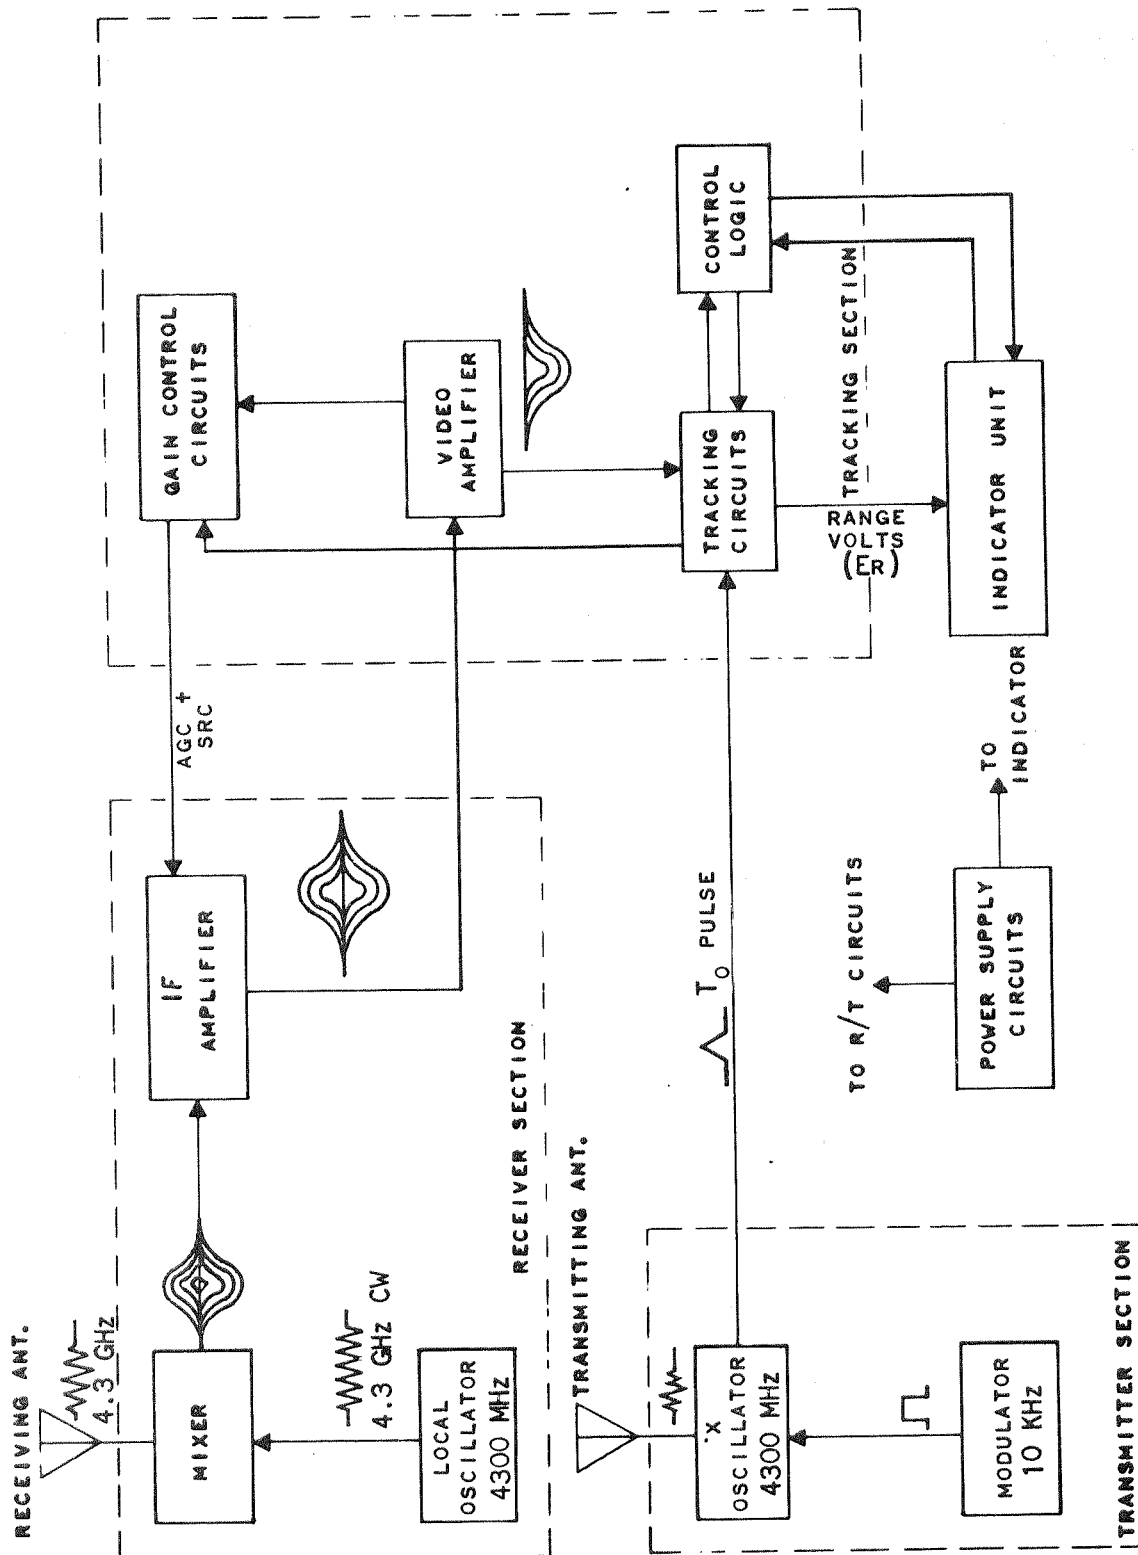 RECEIVING ANT.
4.3 GHz
MIXER
4.3 GHz CW
LOCAL
OSCILLATOR
4300 MHz
IF
AMPLIFIER
RECEIVER SECTION
AGC +
SRC
GAIN CONTROL
CIRCUITS
VIDEO
AMPLIFIER
TRACKING
CIRCUITS
CONTROL
LOGIC
TRACKING SECTION
RANGE
VOLTS
(ER)
INDICATOR UNIT
TRANSMITTING ANT.
X
OSCILLATOR
4300 MHz
TO PULSE
MODULATOR
10 KHz
TRANSMITTER SECTION
TO R/T CIRCUITS
POWER SUPPLY
CIRCUITS
TO
INDICATOR